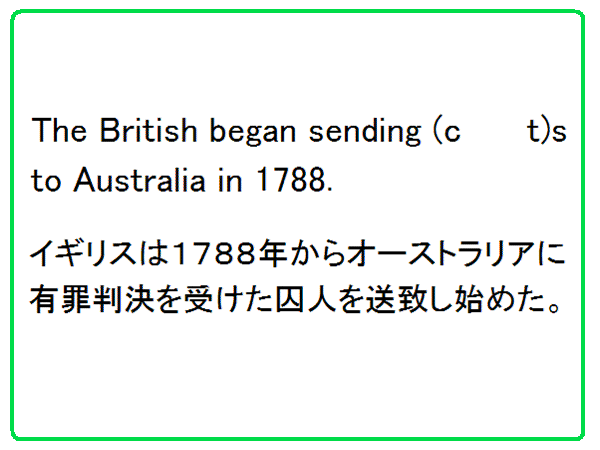 The British began sending (c　　t)s
to Australia in 1788.
イギリスは１７８８年からオーストラリアに
有罪判決を受けた囚人を送致し始めた。